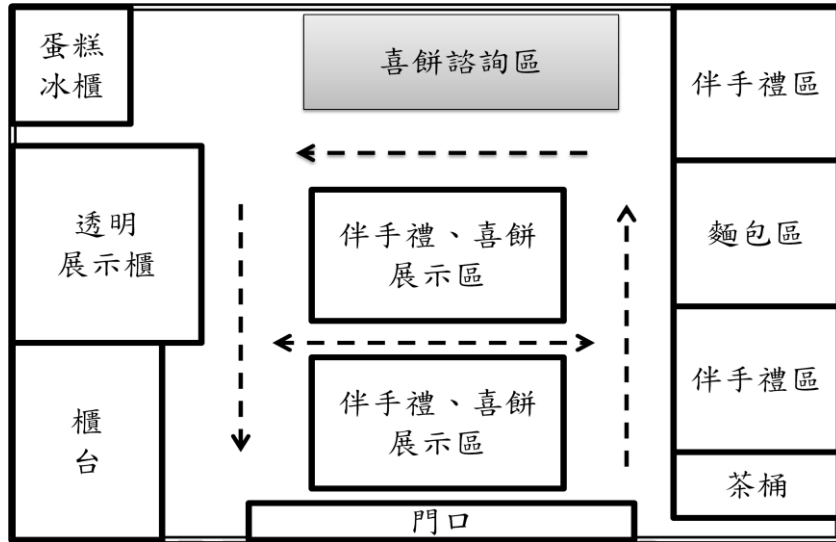 蛋糕
冰櫃
喜餅諮詢區
伴手禮區
透明
展示櫃
伴手禮、喜餅
展示區
麵包區
伴手禮、喜餅
展示區
伴手禮區
櫃
台
茶桶
門口